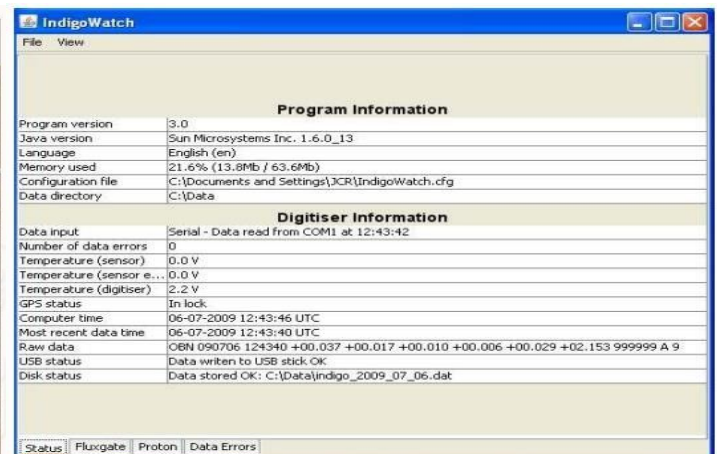 IndigoWatch
File View
Program Information
Program version 3.0
Java version Sun Microsystems Inc. 1.6.0_13
Language English (en)
Memory used 21.6% (13.8Mb / 63.6Mb)
Configuration file C:\Documents and Settings\JCR\IndigoWatch.cfg
Data directory C:\Data
Digitiser Information
Data input Serial - Data read from COM1 at 12:43:42
Number of data errors 0
Temperature (sensor) 0.0 V
Temperature (sensor e... 0.0 V
Temperature (digitiser) 2.2 V
GPS status In lock
Computer time 06-07-2009 12:43:46 UTC
Most recent data time 06-07-2009 12:43:40 UTC
Raw data OBN 090706 124340 +00.037 +00.017 +00.010 +00.006 +00.029 +02.153 999999 A 9
USB status Data writen to USB stick OK
Disk status Data stored OK: C:\Data\indigo_2009_07_06.dat
Status Fluxgate Proton Data Errors